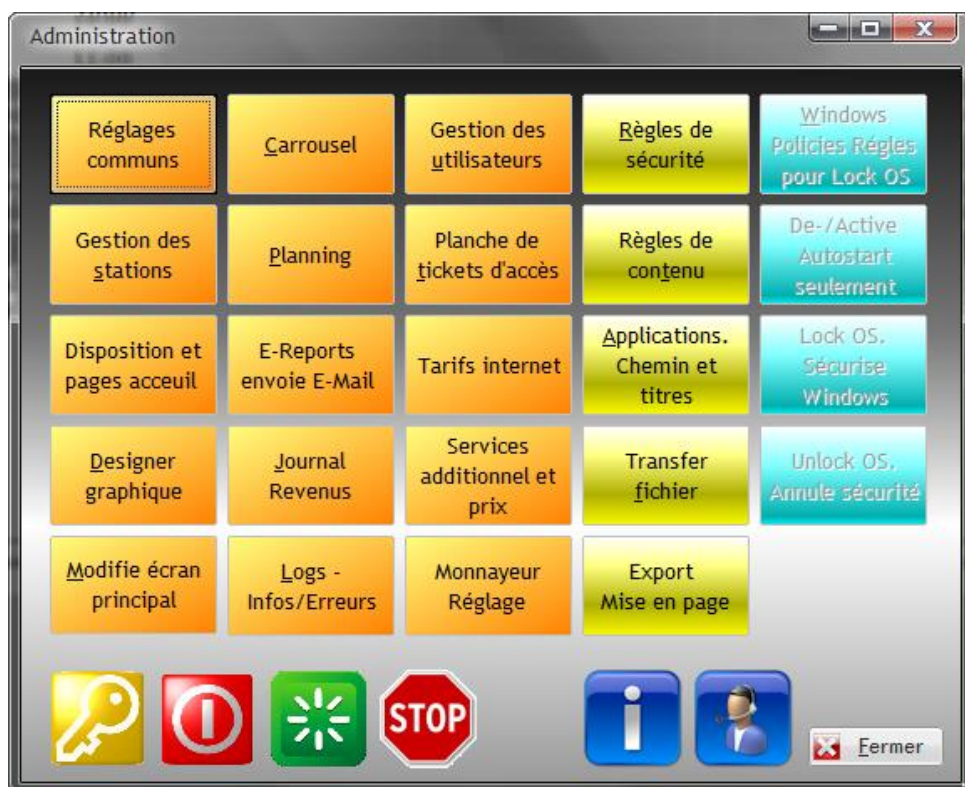 Administration
Réglages
communs
Carrousel
Gestion des
utilisateurs
Règles de
sécurité
Windows
Policies Régles
pour Lock OS
Gestion des
stations
Planning
Planche de
tickets d'accès
Règles de
contenu
De-/Active
Autostart
seulement
Disposition et
pages acceuil
E-Reports
envoie E-Mail
Tarifs internet
Applications.
Chemin et
titres
Lock OS.
Sécurise
Windows
Designer
graphique
Journal
Revenus
Services
additionnel et
prix
Transfer
fichier
Unlock OS.
Annule sécurité
Modifie écran
principal
Logs -
Infos/Erreurs
Monnayeur
Réglage
Export
Mise en page
STOP
Fermer